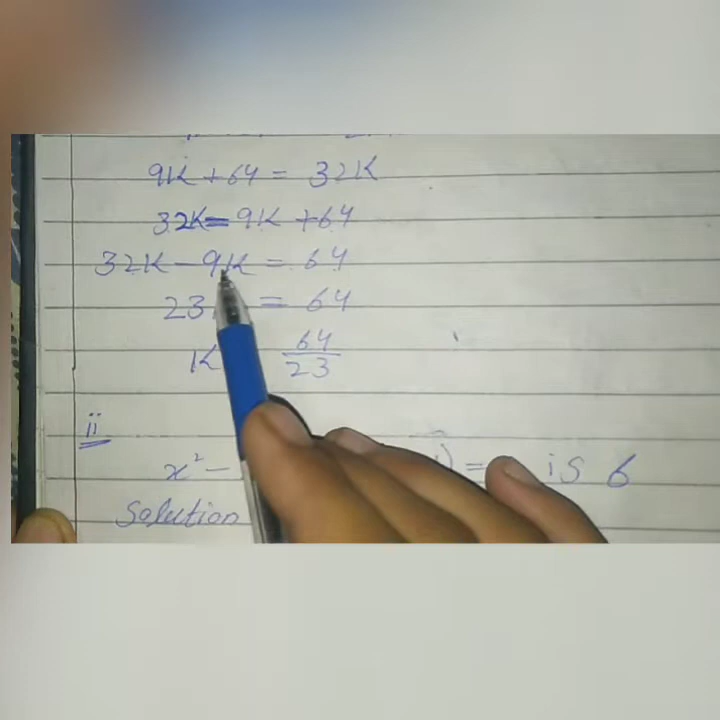 9K + 64 = 32K
32K = 9K + 64
32K - 9K = 64
23 = 64
K 64/23
ii
x² - ) = is 6
Solution